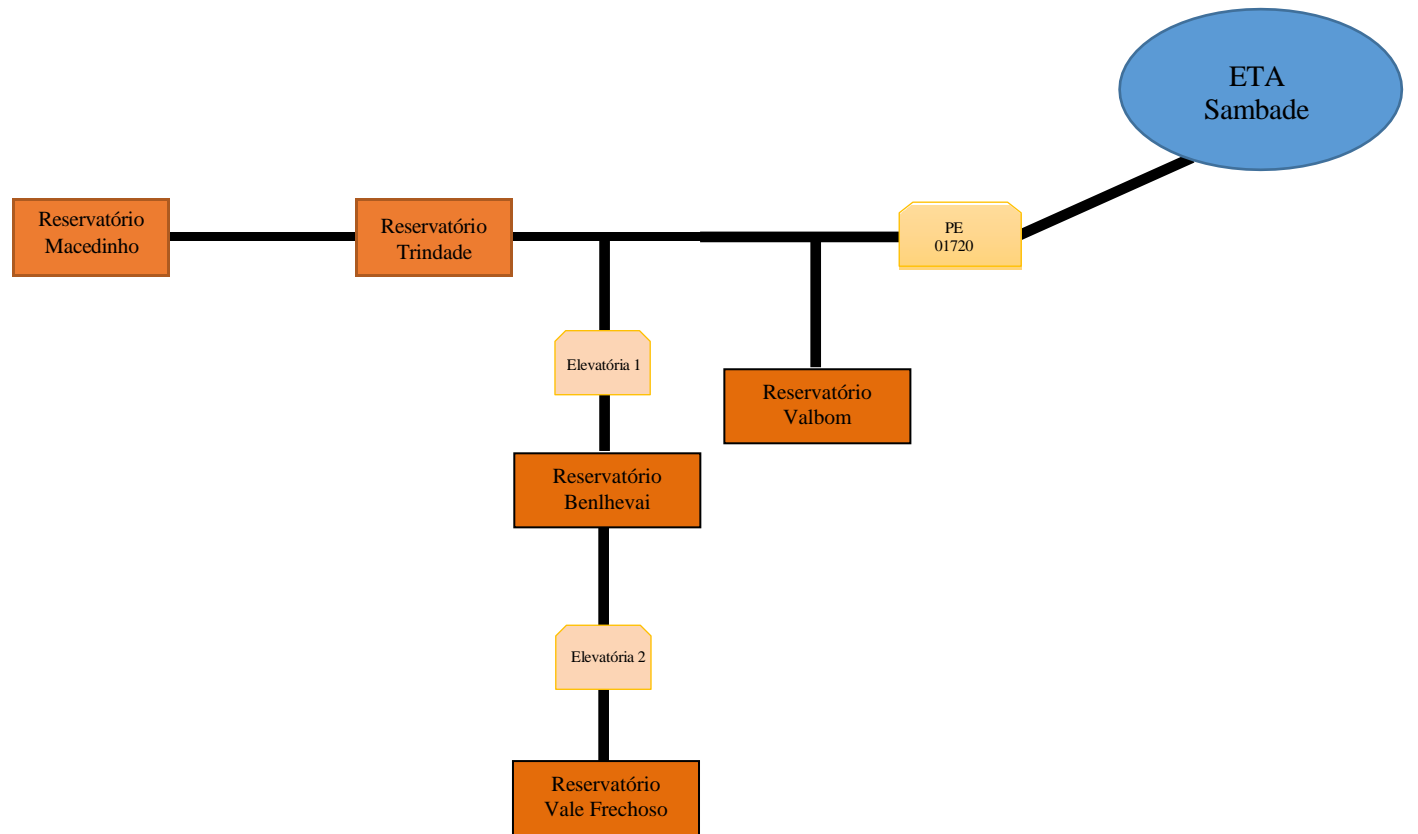 ETA
Sambade
Reservatório
Macedinho
Reservatório
Trindade
PE
01720
Elevatória 1
Reservatório
Valbom
Reservatório
Benlhevai
Elevatória 2
Reservatório
Vale Frechoso